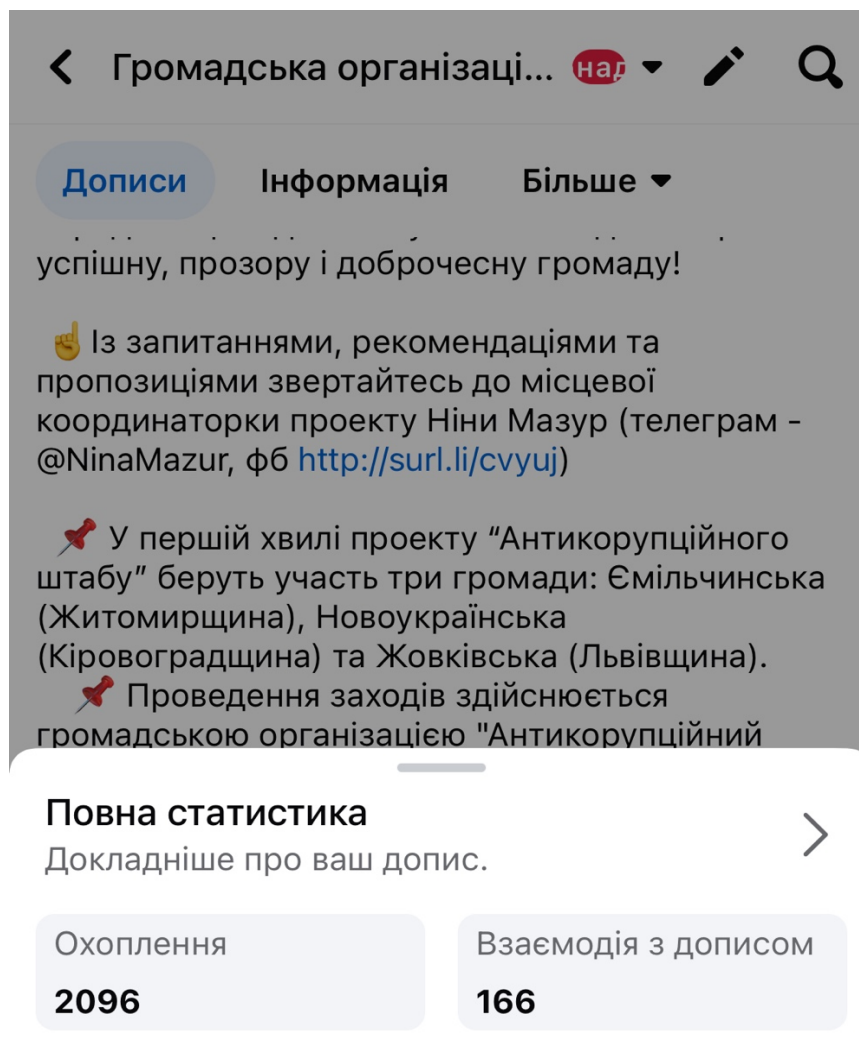 Громадська організаці... над
Дописи Інформація Більше
успішну, прозору і доброчесну громаду!
☝️Із запитаннями, рекомендаціями та
пропозиціями звертайтесь до місцевої
координаторки проекту Ніни Мазур (телеграм -
@NinaMazur, фб http://surl.li/cvyuj)
📌 У першій хвилі проекту “Антикорупційного
штабу” беруть участь три громади: Ємільчинська
(Житомирщина), Новоукраїнська
(Кіровоградщина) та Жовківська (Львівщина).
📌 Проведення заходів здійснюється
громадською організацією "Антикорупційний
Повна статистика
Докладніше про ваш допис.
Охоплення Взаємодія з дописом
2096 166